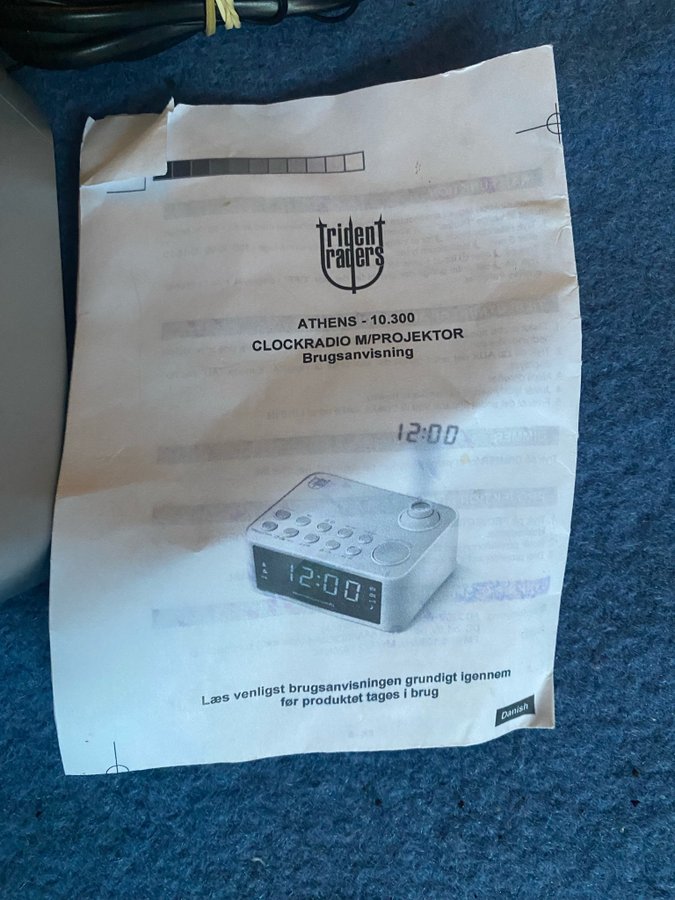 Trident
Traders
ATHENS - 10.300
CLOCKRADIO M/PROJEKTOR
Brugsanvisning
12:00
12:00
Læs venligst brugsanvisningen grundigt igennem
før produktet tages i brug
Danish